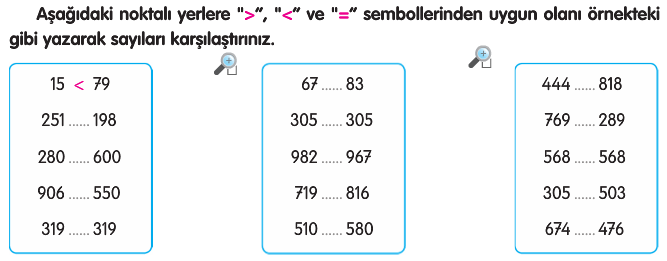 Aşağıdaki noktalı yerlere ">", "<" ve "=" sembollerinden uygun olanı örnekteki
gibi yazarak sayıları karşılaştırınız.
15 < 79
251 ...... 198
280 ...... 600
906 ...... 550
319 ...... 319
67 ...... 83
305 ...... 305
982 ...... 967
719 ...... 816
510 ...... 580
444 ...... 818
769 ...... 289
568 ...... 568
305 ...... 503
674 ...... 476